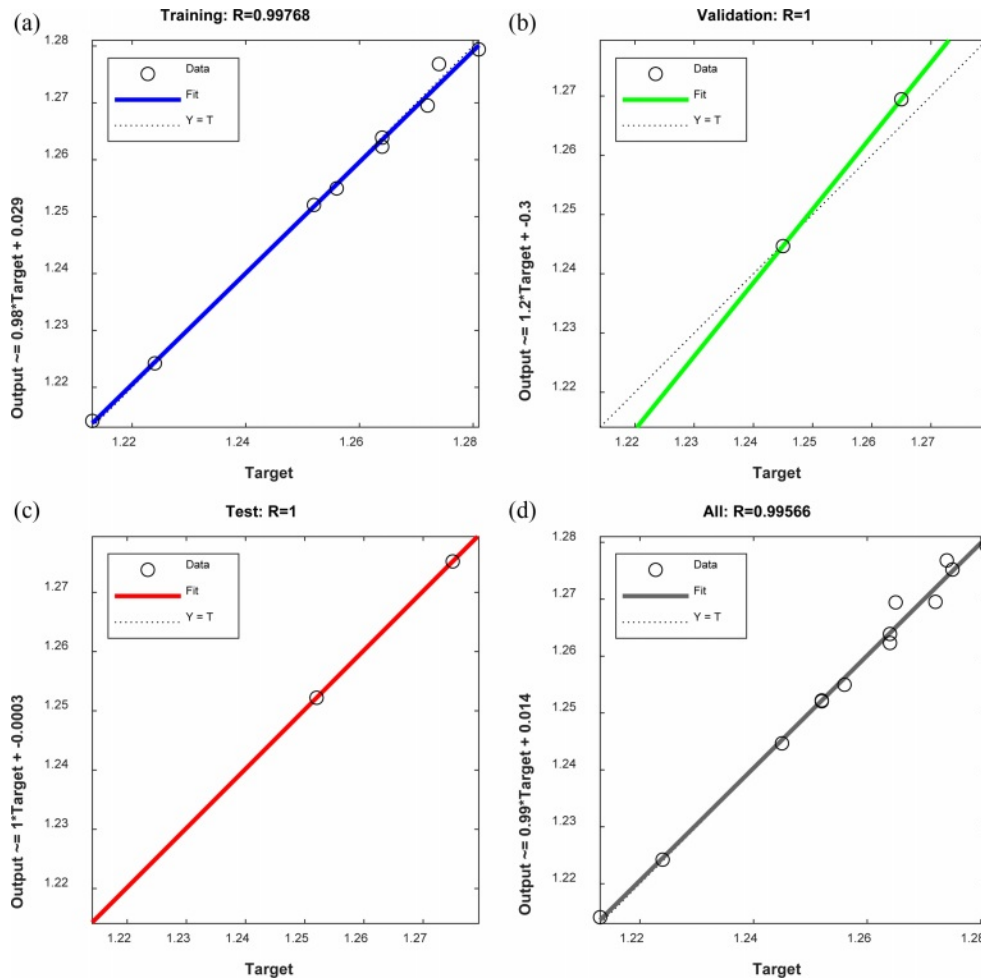 (a)
Training: R=0.99768
Output ~= 0.98*Target + 0.029
1.28
1.27
1.26
1.25
1.24
1.23
1.22
Data
Fit
Y = T
1.22
1.24
1.26
1.28
Target
(b)
Validation: R=1
Output ~= 1.2*Target + -0.3
1.27
1.26
1.25
1.24
1.23
1.22
Data
Fit
Y = T
1.22
1.23
1.24
1.25
1.26
1.27
Target
(c)
Test: R=1
Output ~= 1*Target + -0.0003
1.27
1.26
1.25
1.24
1.23
1.22
Data
Fit
Y = T
1.22
1.23
1.24
1.25
1.26
1.27
Target
(d)
All: R=0.99566
Output ~= 0.99*Target + 0.014
1.28
1.27
1.26
1.25
1.24
1.23
1.22
Data
Fit
Y = T
1.22
1.24
1.26
1.28
Target